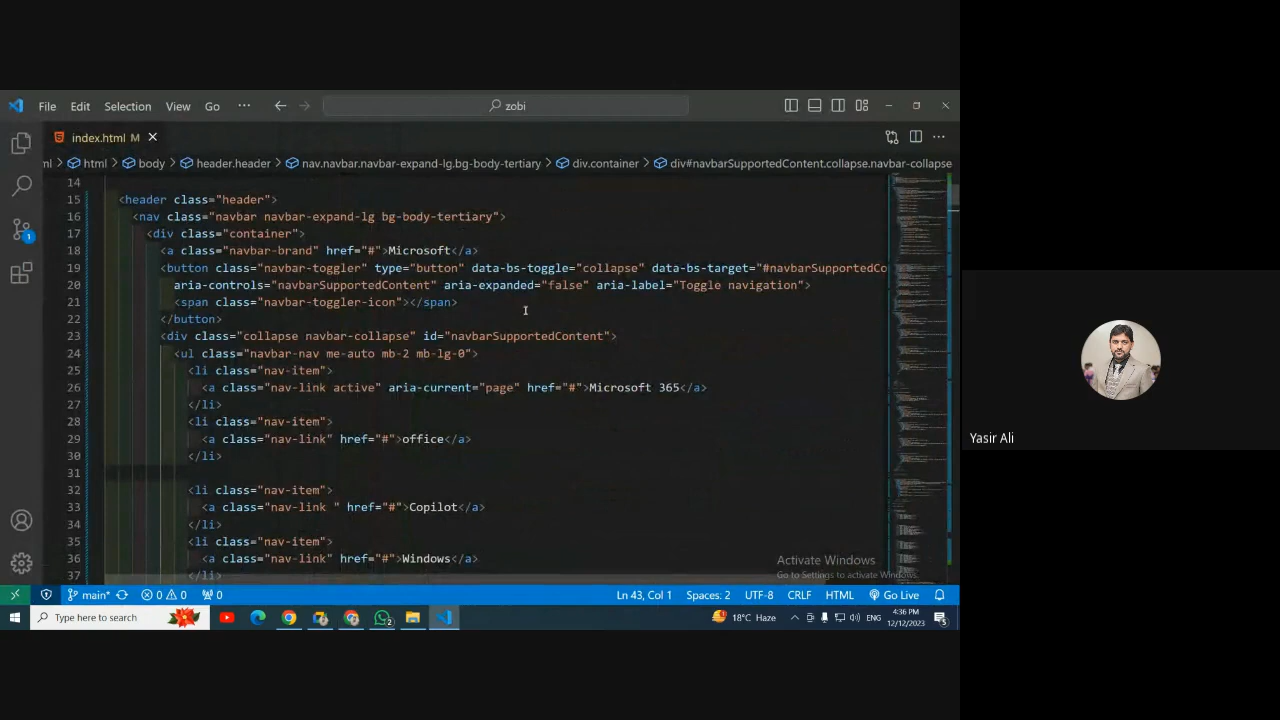 File Edit Selection View Go ··· zobi
index.html M
html body header.header nav.navbar.navbar-expand-lg.bg-body-tertiary div.container div#navbarSupportedContent.collapse.navbar-collapse
14
15 <header class="header">
16 <nav class="navbar navbar-expand-lg bg-body-tertiary">
17 <div class="container">
18 <a class="navbar-brand" href="#">Microsoft</a>
19 <button class="navbar-toggler" type="button" data-bs-toggle="collapse" data-bs-target="#navbarSupportedCo
20 aria-controls="navbarSupportedContent" aria-expanded="false" aria-label="Toggle navigation">
21 <span class="navbar-toggler-icon"></span>
22 </button>
23 <div class="collapse navbar-collapse" id="navbarSupportedContent">
24 <ul class="navbar-nav me-auto mb-2 mb-lg-0">
25 <li class="nav-item">
26 <a class="nav-link active" aria-current="page" href="#">Microsoft 365</a>
27 </li>
28 <li class="nav-item">
29 <a class="nav-link" href="#">office</a>
30 </li>
31
32 <li class="nav-item">
33 <a class="nav-link " href="#">Copilot</a>
34 </li>
35 <li class="nav-item">
36 <a class="nav-link" href="#">Windows</a>
37 </li>
Activate Windows
Go to Settings to activate Windows.
Yasir Ali
1
main* 0 0 0 Ln 43, Col 1 Spaces: 2 UTF-8 CRLF HTML Go Live
Type here to search 2 18°C Haze ENG 4:36 PM
12/12/2023 5